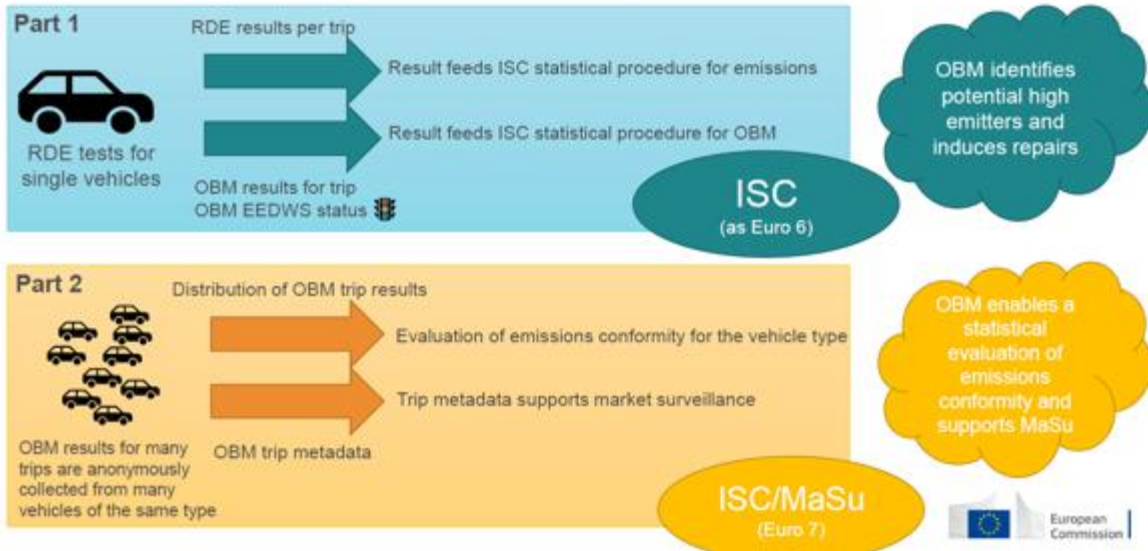 Part 1
RDE results per trip
Result feeds ISC statistical procedure for emissions
Result feeds ISC statistical procedure for OBM
RDE tests for
single vehicles
OBM results for trip
OBM EEDWS status
ISC
(as Euro 6)
OBM identifies
potential high
emitters and
induces repairs
Part 2
Distribution of OBM trip results
Evaluation of emissions conformity for the vehicle type
Trip metadata supports market surveillance
OBM results for many
trips are anonymously
collected from many
vehicles of the same type
OBM trip metadata
ISC/MaSu
(Euro 7)
OBM enables a
statistical
evaluation of
emissions
conformity and
supports MaSu
European
Commission